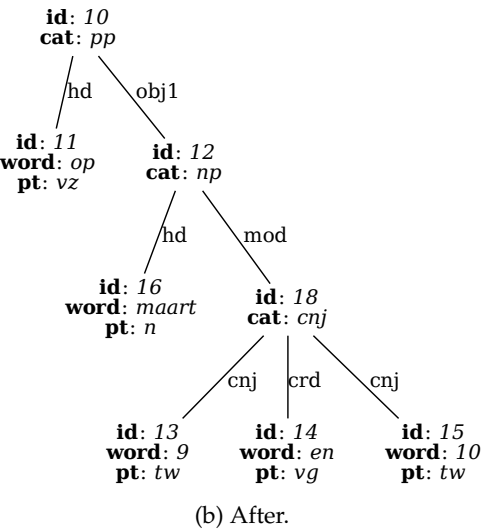 id: 10
cat: pp
hd
obj1
id: 11
word: op
pt: vz
id: 12
cat: np
hd
mod
id: 16
word: maart
pt: n
id: 18
cat: cnj
cnj
crd
cnj
id: 13
word: 9
pt: tw
id: 14
word: en
pt: vg
id: 15
word: 10
pt: tw
(b) After.